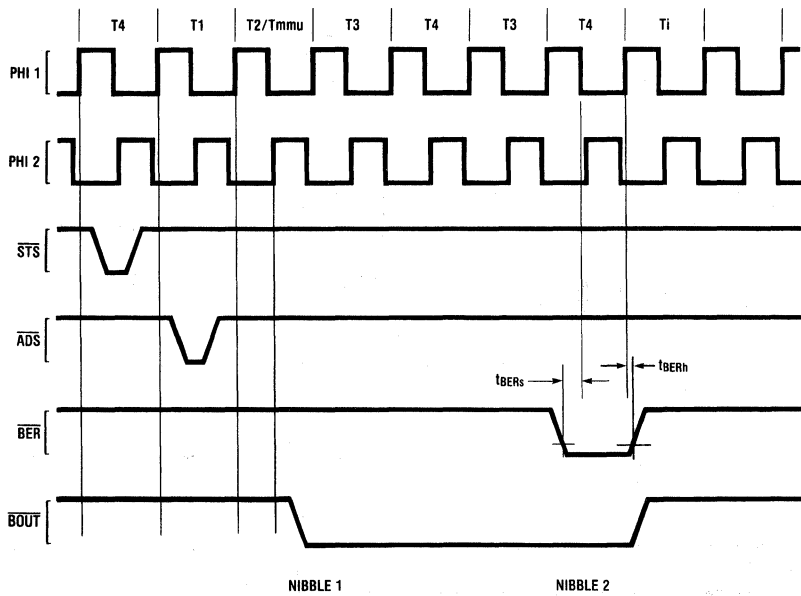 T4 T1 T2/Tmmu T3 T4 T3 T4 Ti
PHI 1
PHI 2
STS
ADS
tBERs tBERh
BER
BOUT
NIBBLE 1 NIBBLE 2